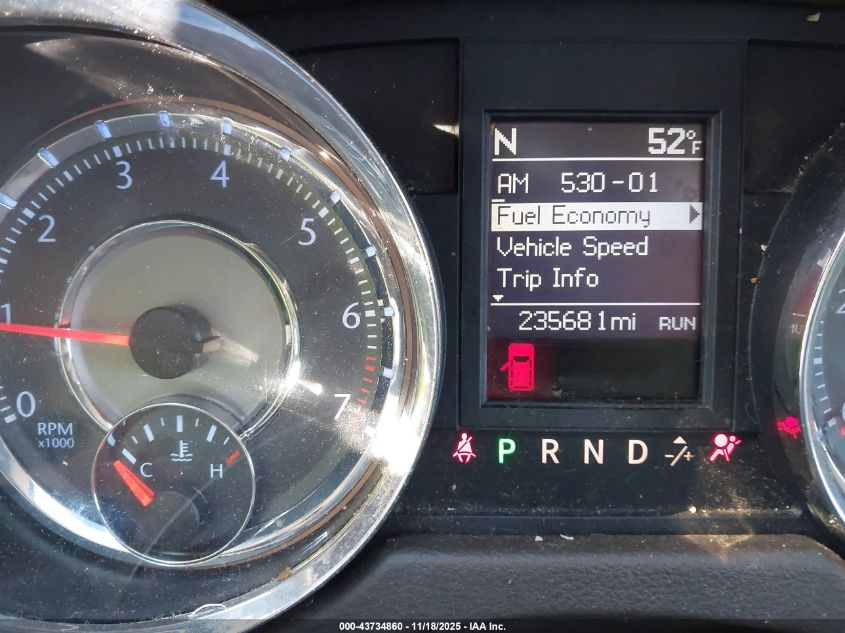 N 52°F
AM 530-01
Fuel Economy
Vehicle Speed
Trip Info
235681mi RUN
P R N D -/+
0
1
2
3
4
5
6
7
RPM
x1000
C H
000-43734860 - 11/18/2025 - IAA Inc.